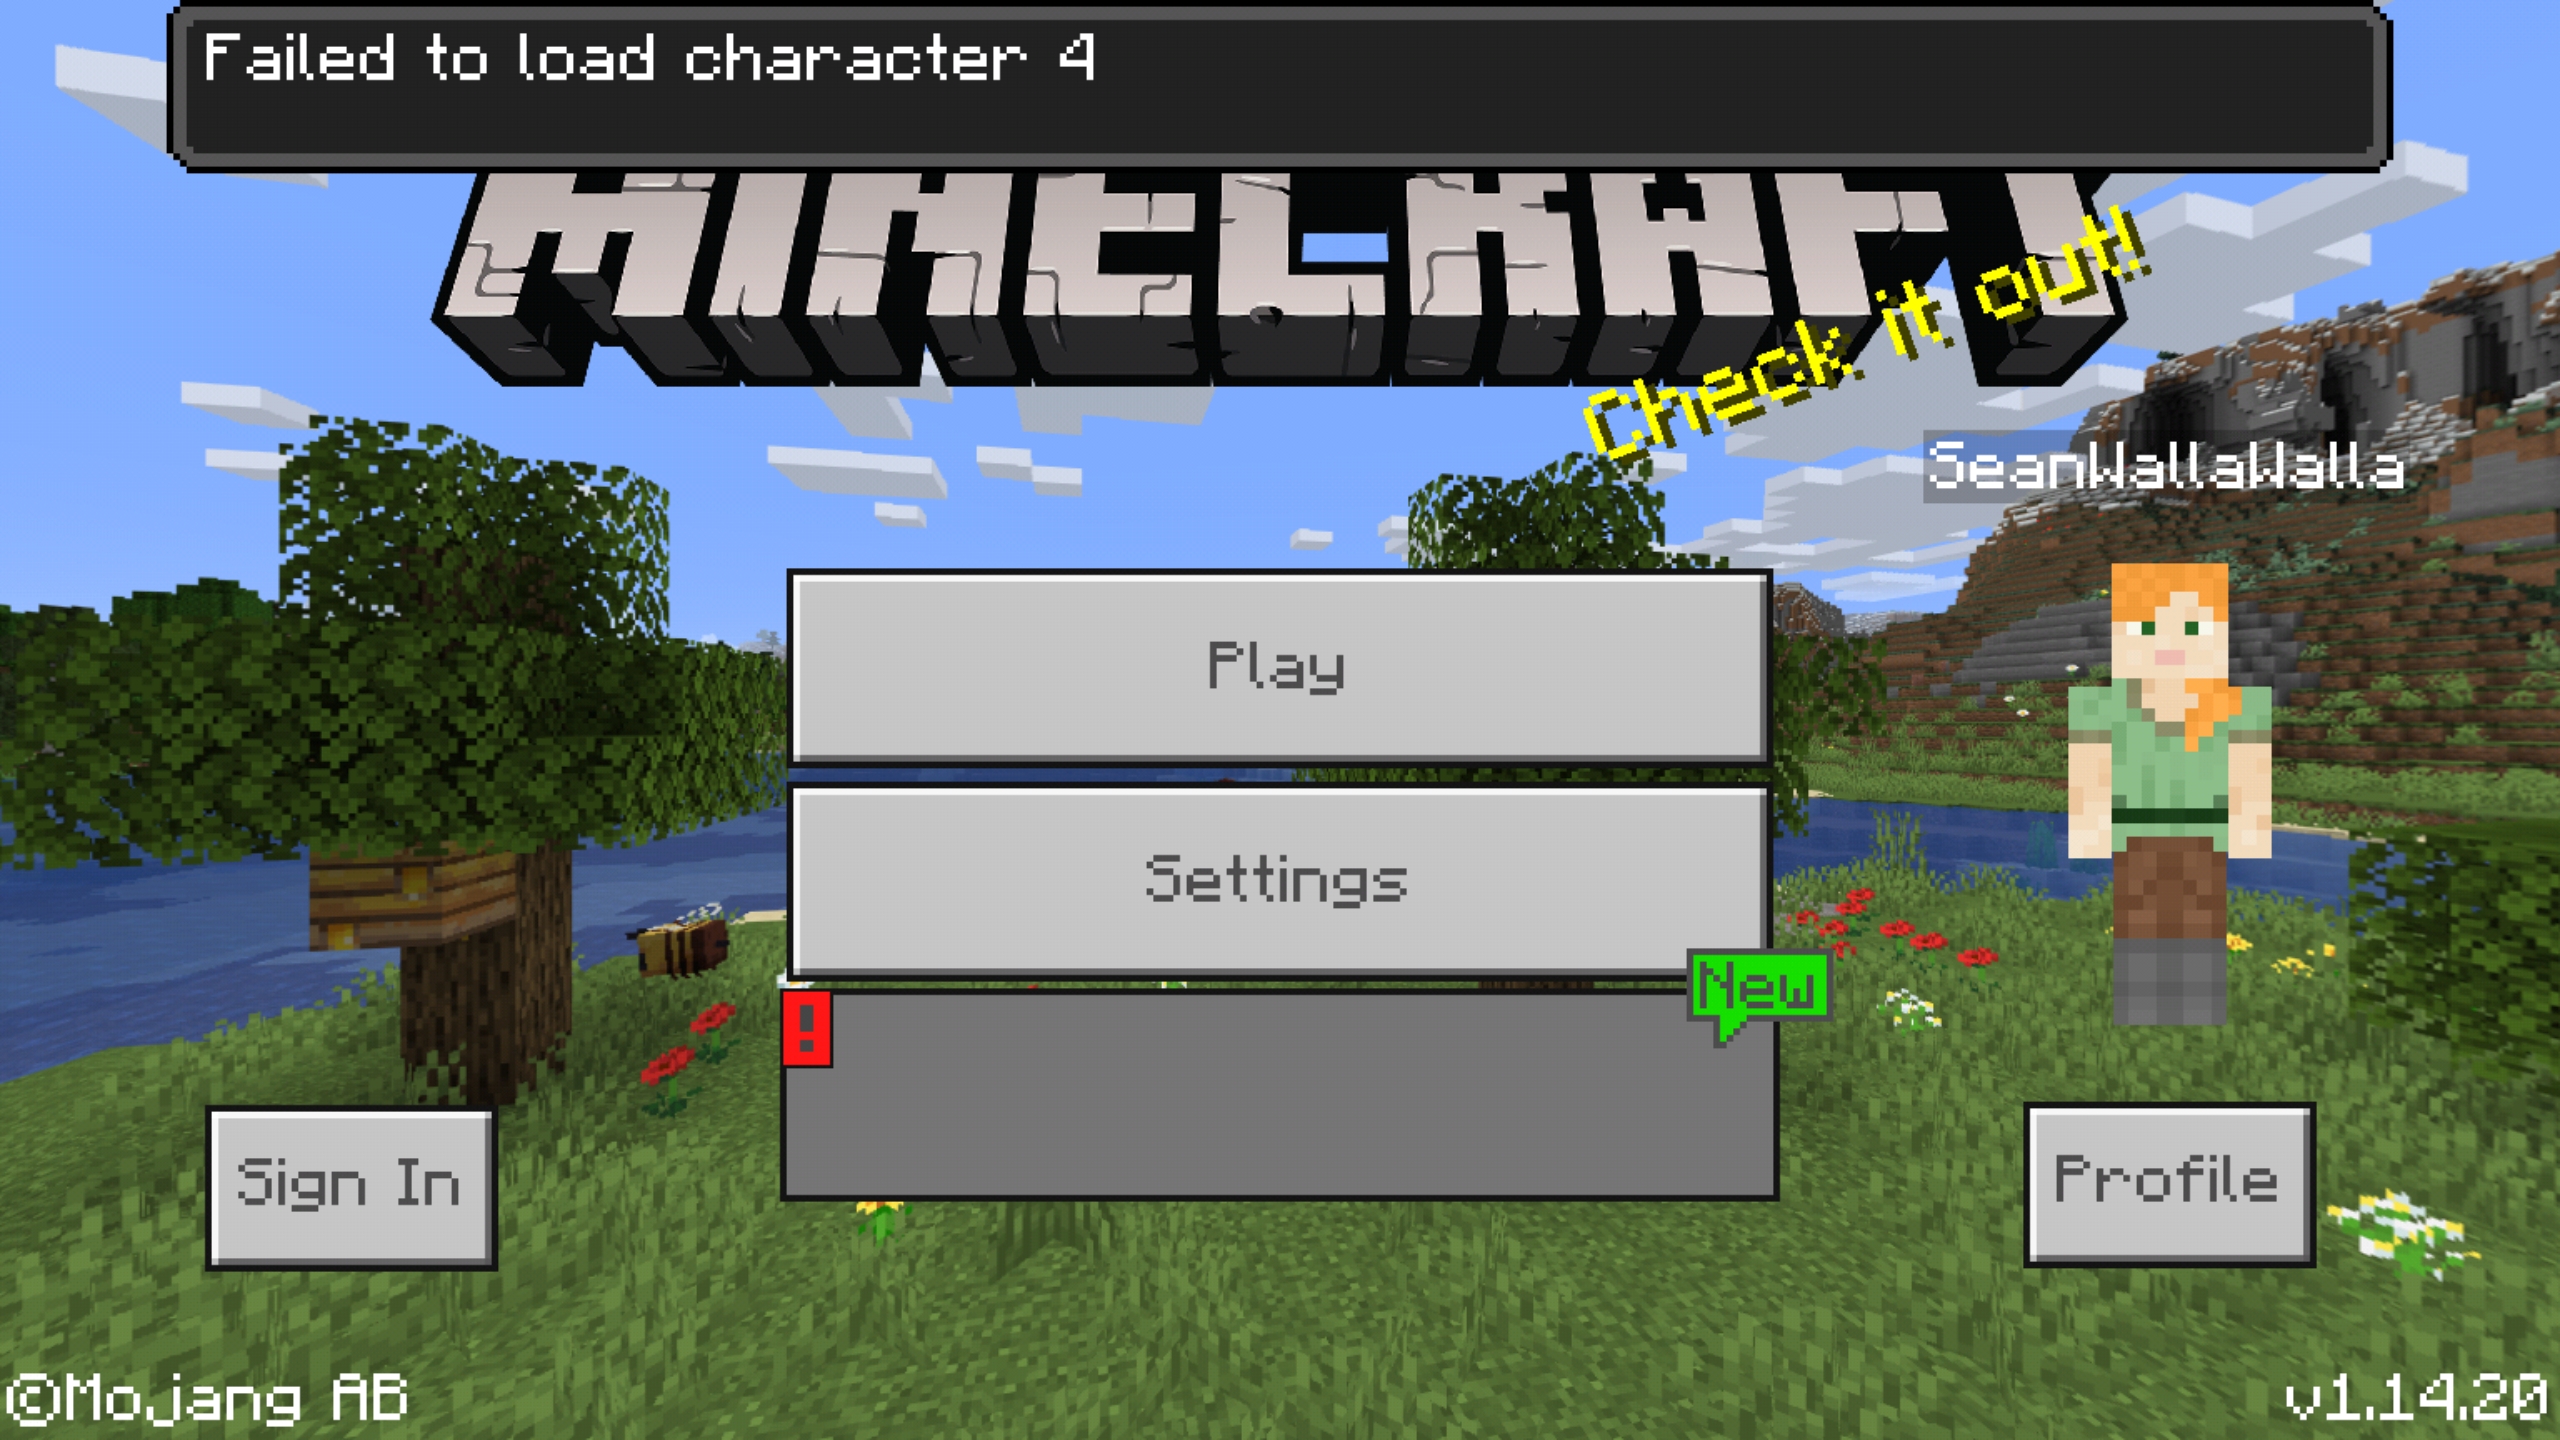 Failed to load character 4
MINECRAFT
Check it out!
SeanWallaWalla
Play
Settings
New
!
Sign In
Profile
©Mojang AB
v1.14.20